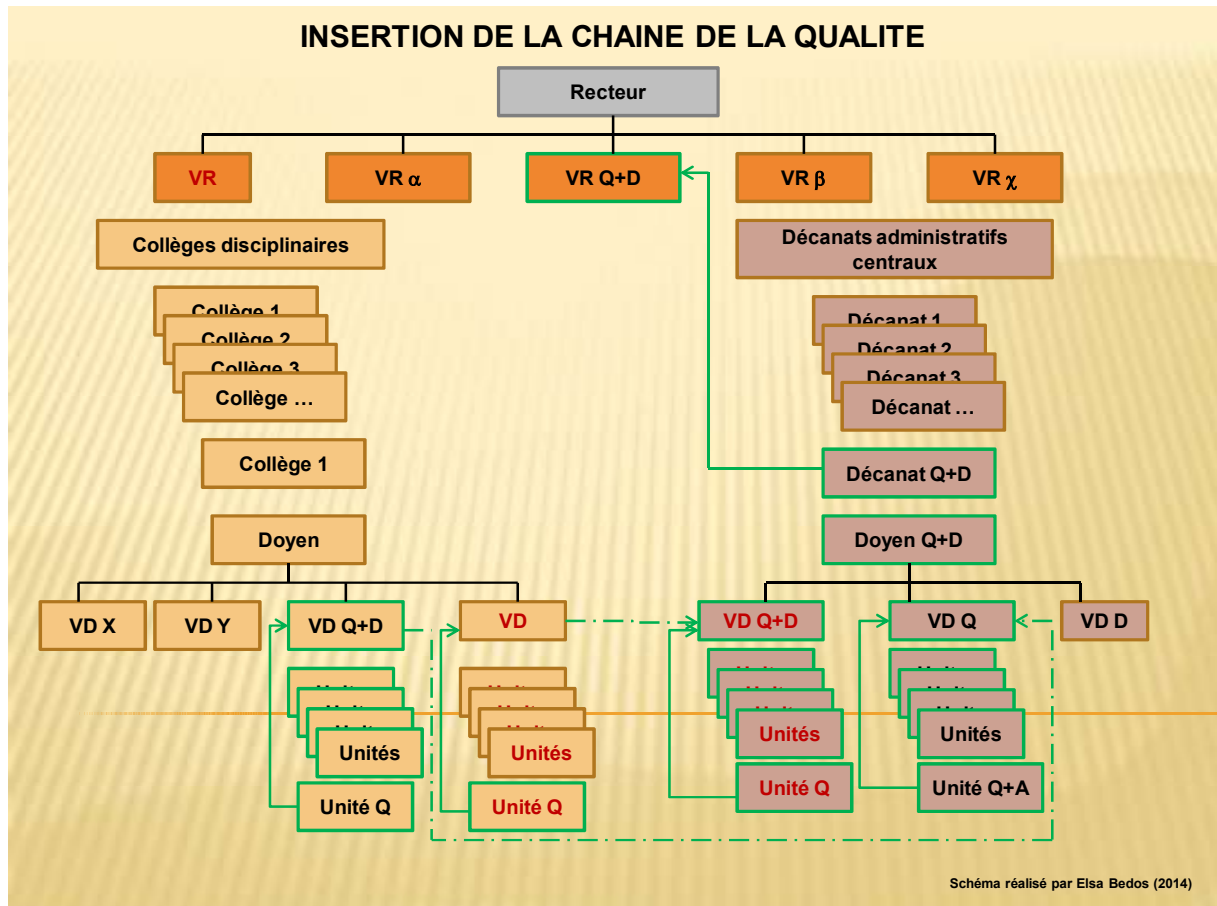 INSERTION DE LA CHAINE DE LA QUALITE
Recteur
VR
VR α
VR Q+D
VR β
VR χ
Collèges disciplinaires
Décanats administratifs
centraux
Collège 1
Collège 2
Collège 3
Collège …
Décanat 1
Décanat 2
Décanat 3
Décanat …
Collège 1
Décanat Q+D
Doyen
Doyen Q+D
VD X
VD Y
VD Q+D
VD
VD Q+D
VD Q
VD D
Unités
Unités
Unités
Unités
Unité Q
Unité Q
Unité Q
Unité Q+A
Schéma réalisé par Elsa Bedos (2014)